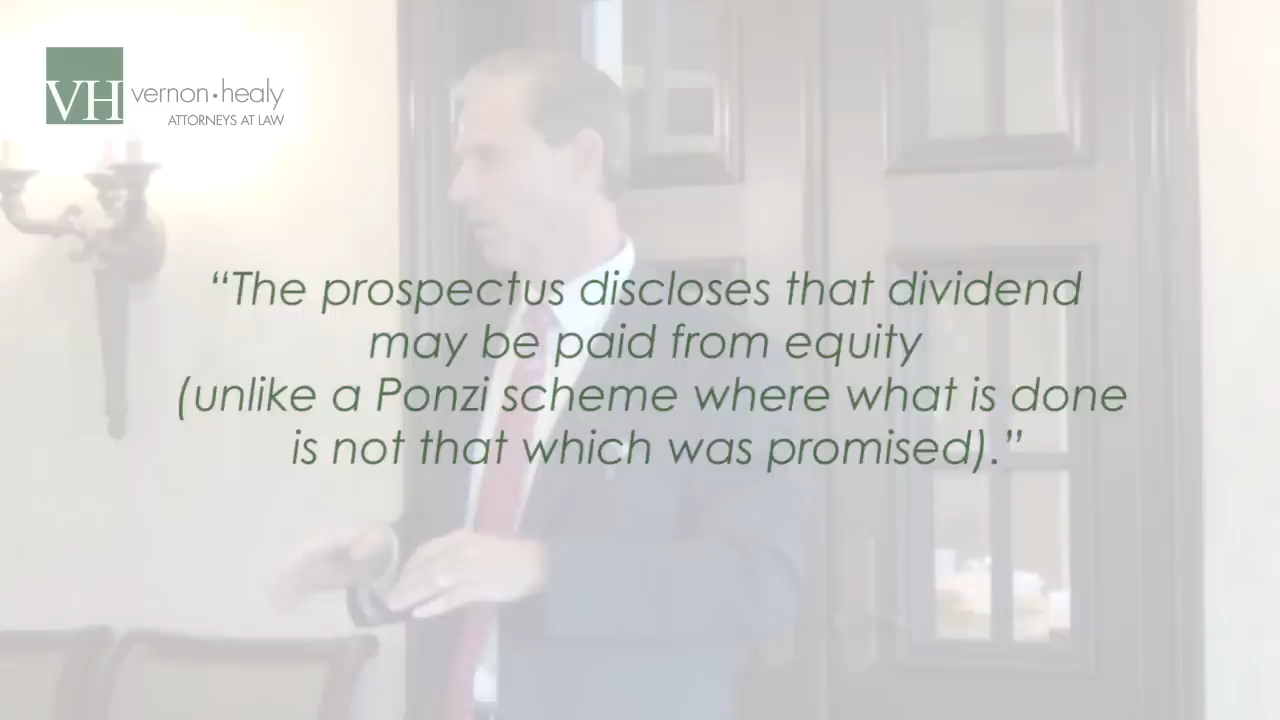 VH vernon•healy
ATTORNEYS AT LAW
“The prospectus discloses that dividend
may be paid from equity
(unlike a Ponzi scheme where what is done
is not that which was promised).”